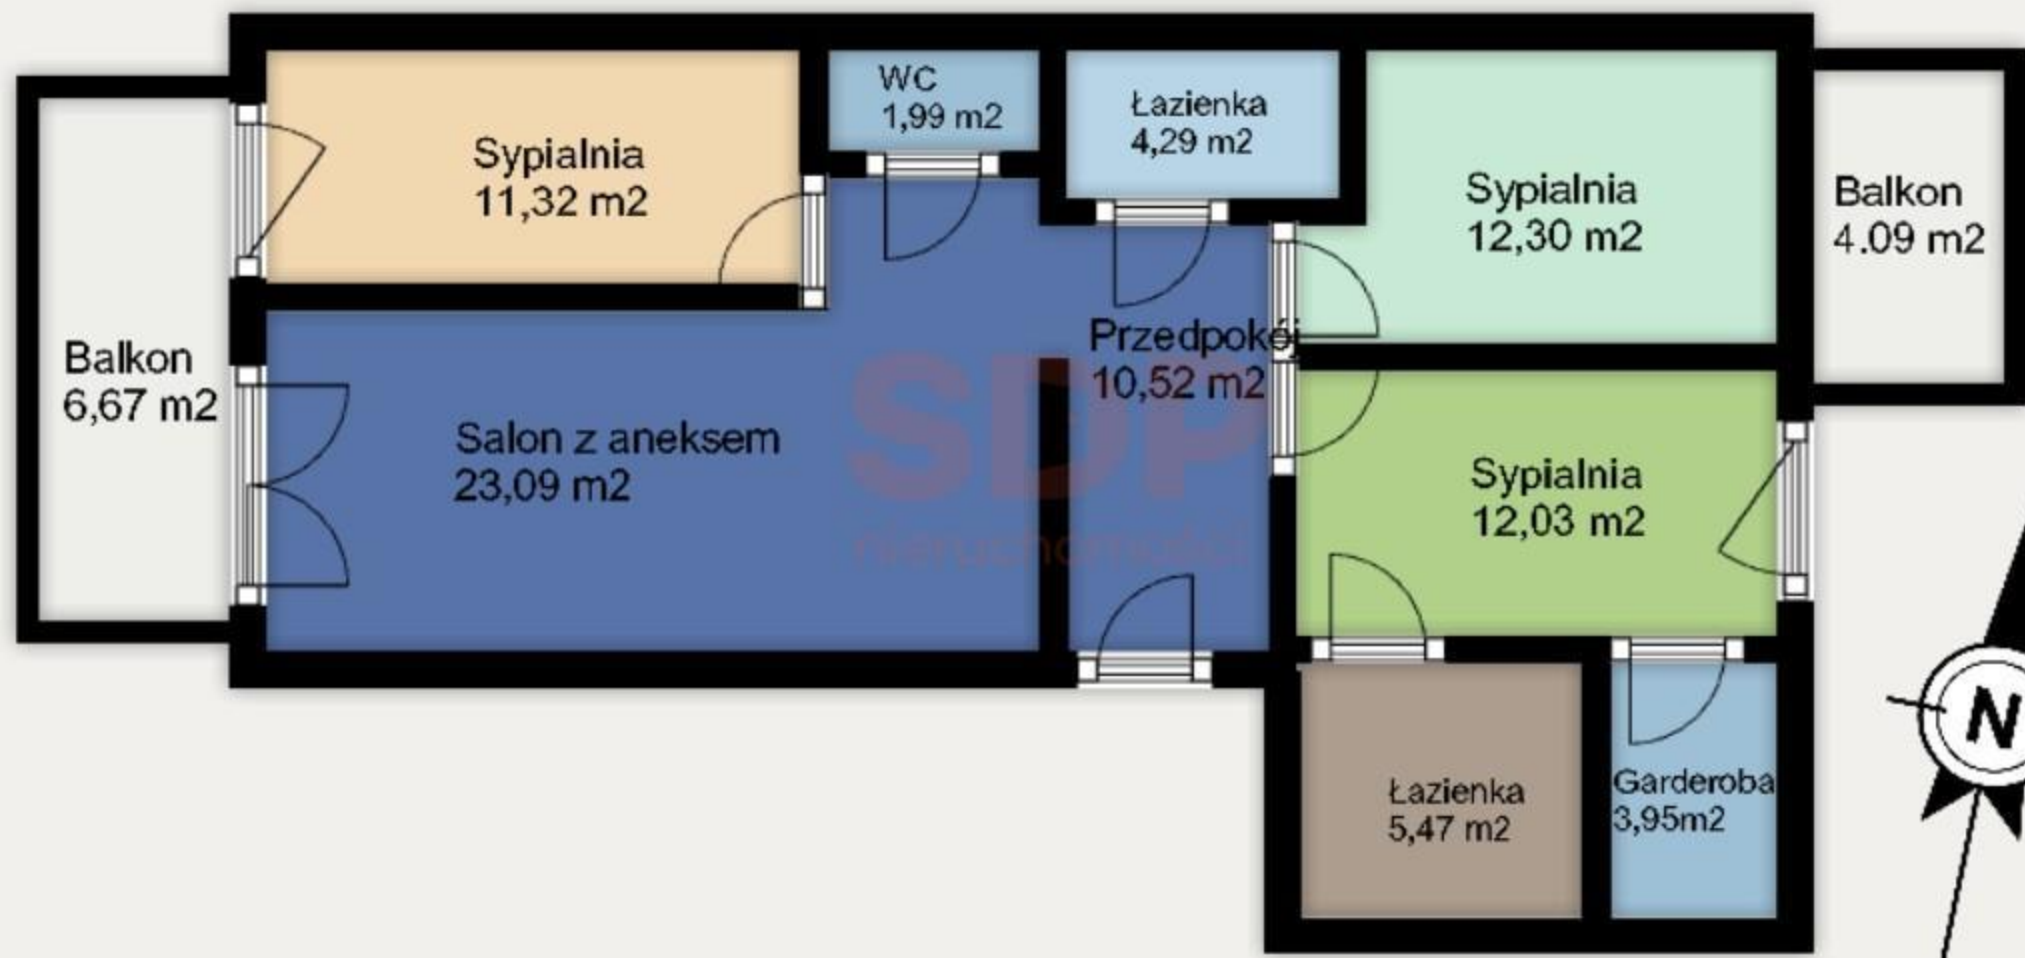 WC
1,99 m2
Łazienka
4,29 m2
Sypialnia
11,32 m2
Sypialnia
12,30 m2
Balkon
4.09 m2
Balkon
6,67 m2
Przedpokój
10,52 m2
Salon z aneksem
23,09 m2
SDP
nieruchomości
Sypialnia
12,03 m2
Łazienka
5,47 m2
Garderoba
3,95m2
N